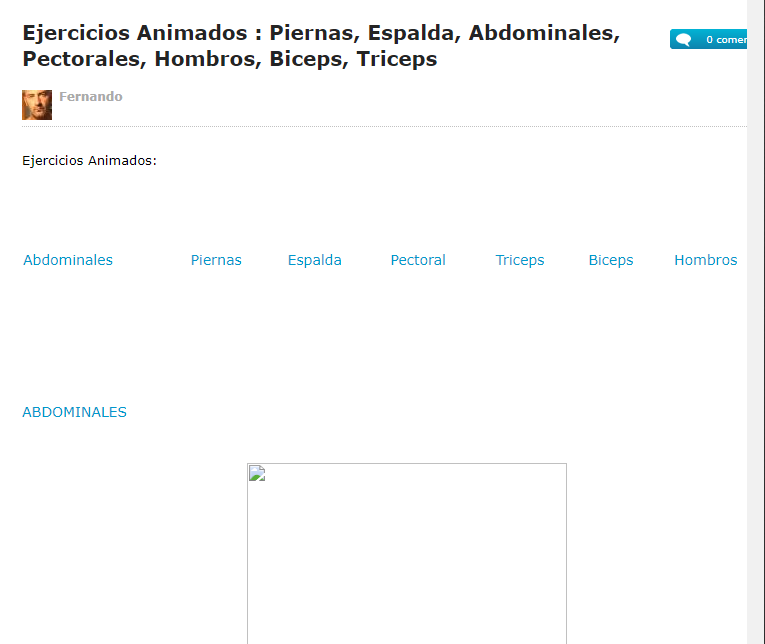 Ejercicios Animados : Piernas, Espalda, Abdominales,
Pectorales, Hombros, Biceps, Triceps
0 comer
Fernando
Ejercicios Animados:
Abdominales Piernas Espalda Pectoral Triceps Biceps Hombros
ABDOMINALES